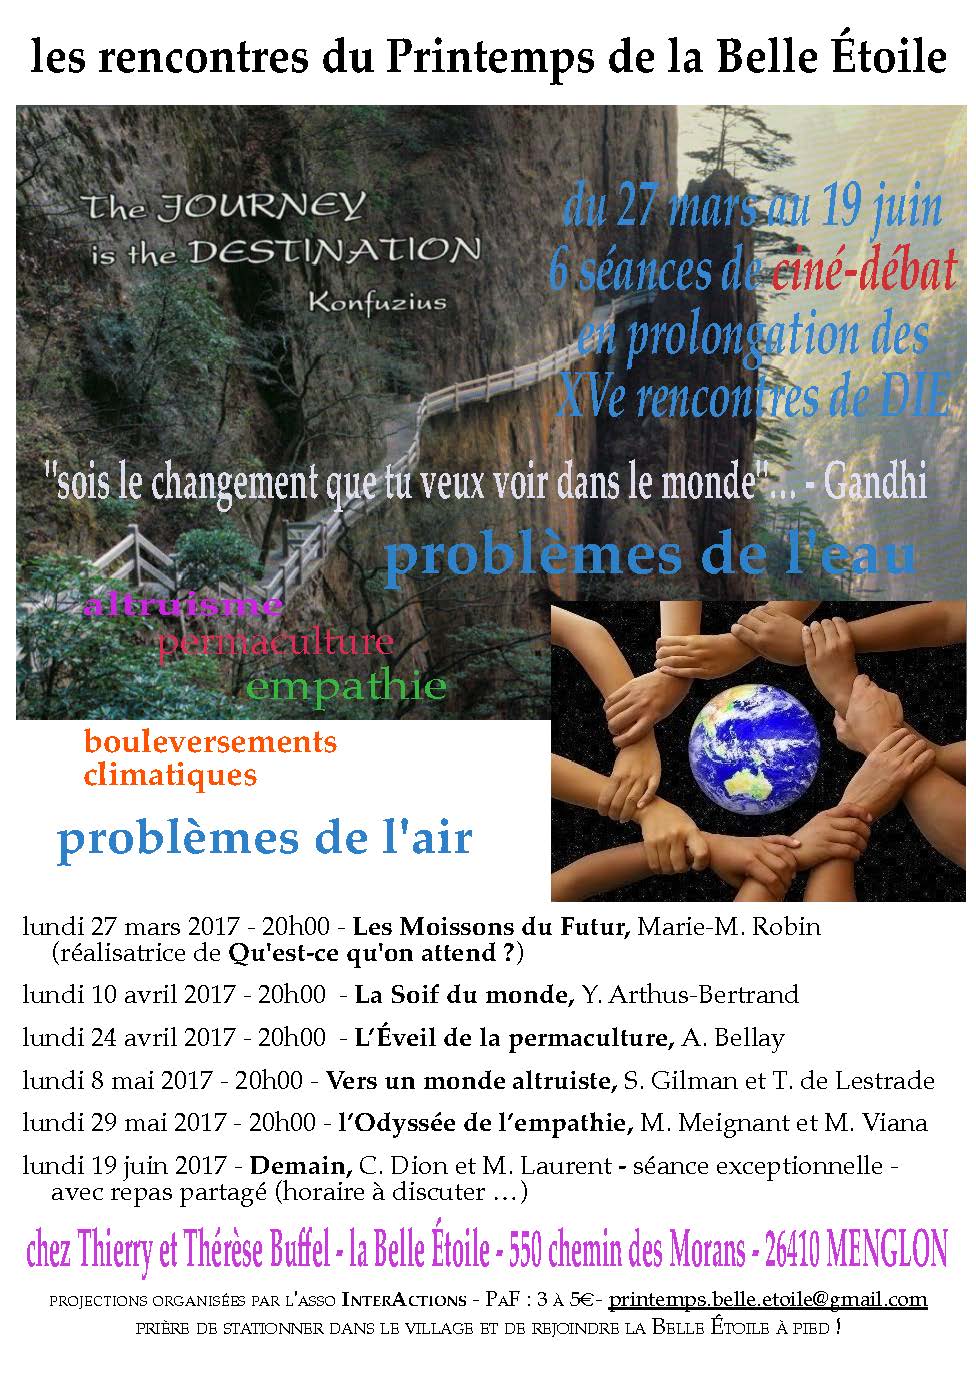 les rencontres du Printemps de la Belle Étoile
The JOURNEY
is the DESTINATION
Konfuzius
du 27 mars au 19 juin
6 séances de ciné-débat
en prolongation des
XVe rencontres de DIE
"sois le changement que tu veux voir dans le monde"... - Gandhi
problèmes de l'eau
altruisme
permaculture
empathie
bouleversements
climatiques
problèmes de l'air
lundi 27 mars 2017 - 20h00 - Les Moissons du Futur, Marie-M. Robin
(réalisatrice de Qu'est-ce qu'on attend ?)
lundi 10 avril 2017 - 20h00 - La Soif du monde, Y. Arthus-Bertrand
lundi 24 avril 2017 - 20h00 - L’Éveil de la permaculture, A. Bellay
lundi 8 mai 2017 - 20h00 - Vers un monde altruiste, S. Gilman et T. de Lestrade
lundi 29 mai 2017 - 20h00 - l’Odyssée de l’empathie, M. Meignant et M. Viana
lundi 19 juin 2017 - Demain, C. Dion et M. Laurent - séance exceptionnelle -
avec repas partagé (horaire à discuter …)
chez Thierry et Thérèse Buffel - la Belle Étoile - 550 chemin des Morans - 26410 MENGLON
PROJECTIONS ORGANISÉES PAR L'ASSO INTERACTIONS - PAF : 3 À 5€- printemps.belle.etoile@gmail.com
PRIÈRE DE STATIONNER DANS LE VILLAGE ET DE REJOINDRE LA BELLE ÉTOILE À PIED !